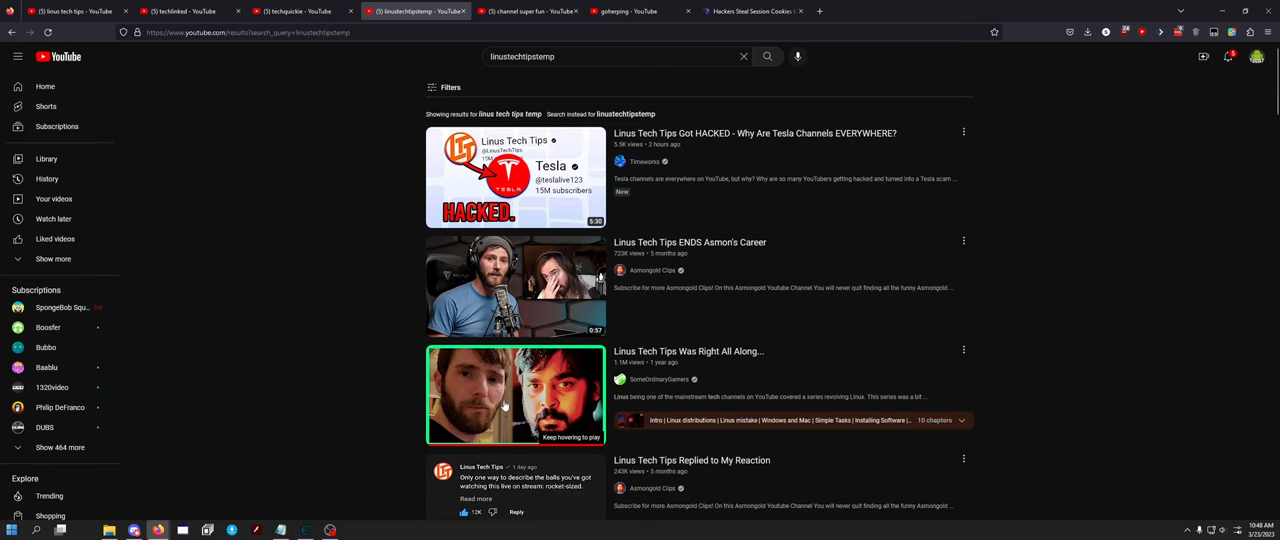 (5) linus tech tips - YouTube
(5) techlinked - YouTube
(5) techquickie - YouTube
(5) linustechtipstemp - YouTube
(5) channel super fun - YouTube
goherping - YouTube
Hackers Steal Session Cookies t
https://www.youtube.com/results?search_query=linustechtipstemp
YouTube
linustechtipstemp
5
Home
Shorts
Subscriptions
Library
History
Your videos
Watch later
Liked videos
Show more
Subscriptions
SpongeBob Squ...
Boosfer
Bubbo
Baablu
1320video
Philip DeFranco
DUBS
Show 464 more
Explore
Trending
Shopping
Filters
Showing results for linus tech tips temp Search instead for linustechtipstemp
Linus Tech Tips
@LinusTechTips
15M
Tesla
@teslalive123
15M subscribers
HACKED.
5:30
Linus Tech Tips Got HACKED - Why Are Tesla Channels EVERYWHERE?
5.5K views • 2 hours ago
Timeworks
Tesla channels are everywhere on YouTube, but why? Why are so many YouTubers getting hacked and turned into a Tesla scam ...
New
0:57
Linus Tech Tips ENDS Asmon's Career
723K views • 5 months ago
Asmongold Clips
Subscribe for more Asmongold Clips! On this Asmongold Youtube Channel You will never quit finding all the funny Asmongold ...
Keep hovering to play
Linus Tech Tips Was Right All Along...
1.1M views • 1 year ago
SomeOrdinaryGamers
Linus being one of the mainstream tech channels on YouTube covered a series revolving Linux. This series was a bit ...
Intro | Linux distributions | Linus mistake | Windows and Mac | Simple Tasks | Installing Software |...
10 chapters
Linus Tech Tips 1 day ago
Only one way to describe the balls you've got
watching this live on stream: rocket-sized.
Read more
12K Reply
Linus Tech Tips Replied to My Reaction
243K views • 5 months ago
Asmongold Clips
Subscribe for more Asmongold Clips! On this Asmongold Youtube Channel You will never quit finding all the funny Asmongold ...
10:48 AM
3/23/2023